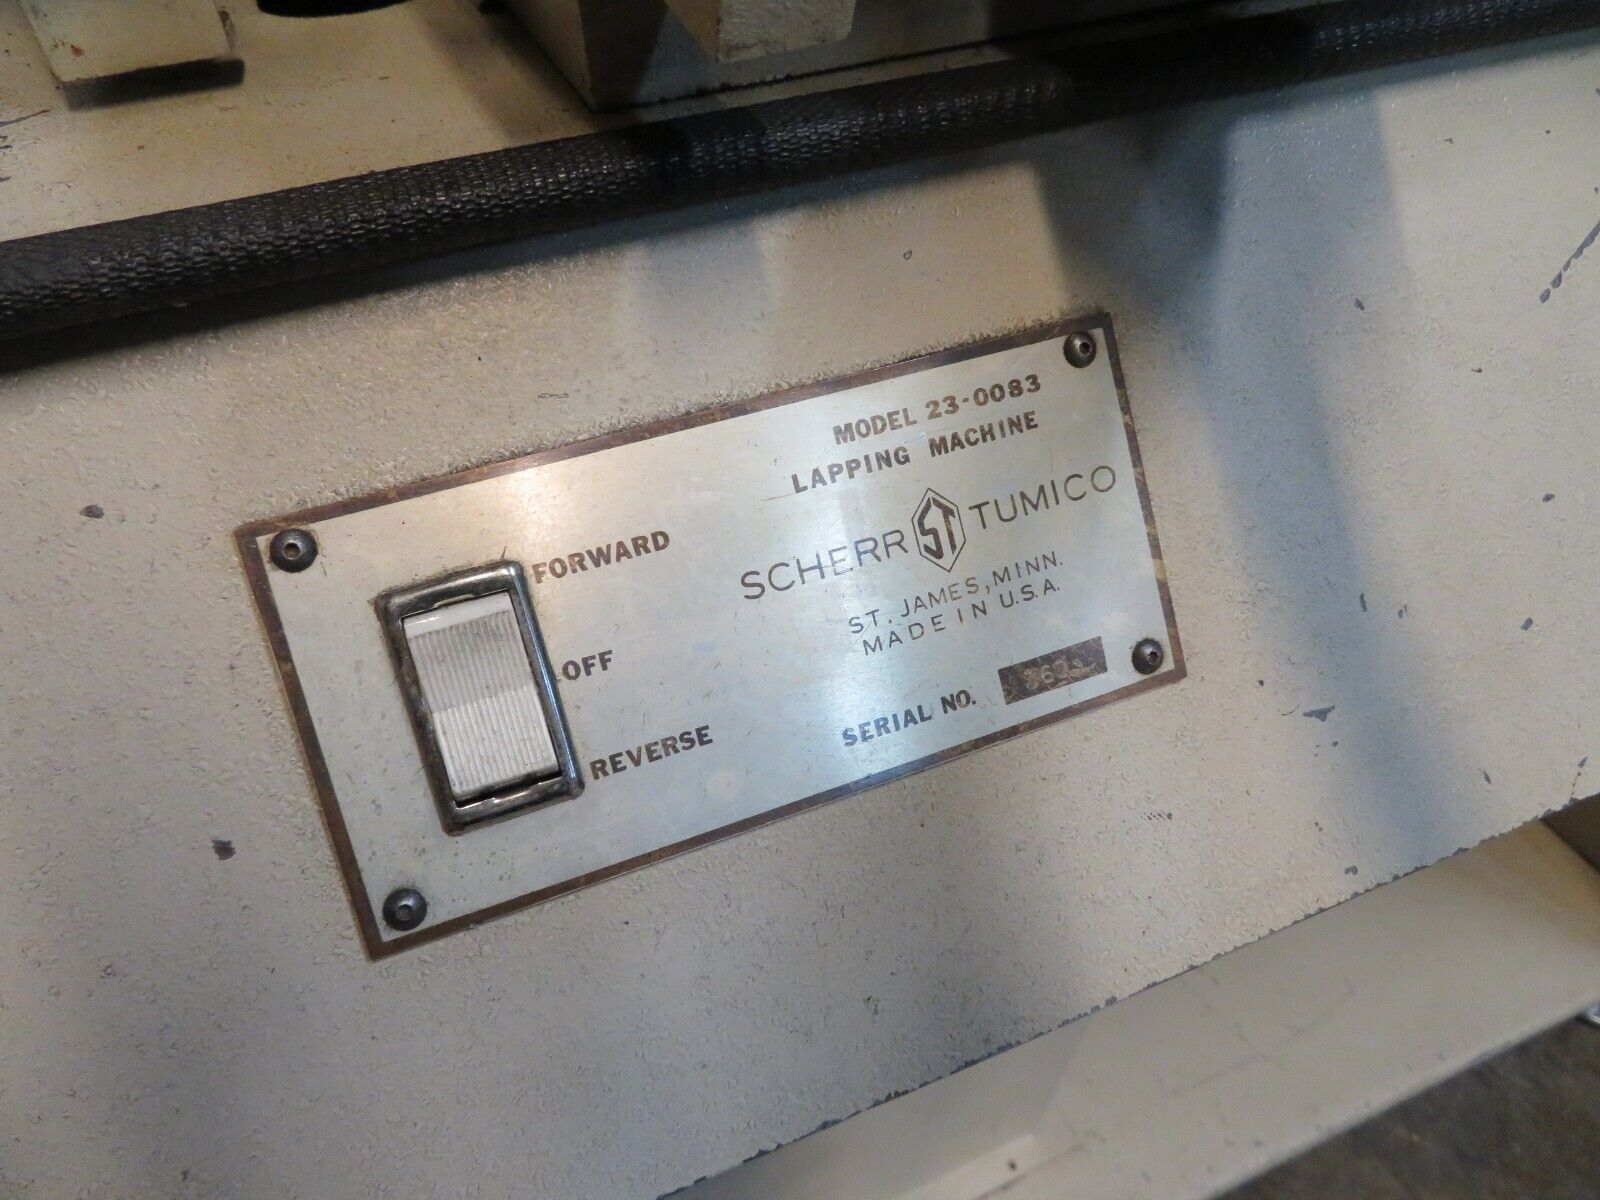 MODEL 23-0083
LAPPING MACHINE
SCHERR ST TUMICO
ST. JAMES, MINN.
MADE IN U.S.A.
SERIAL NO.
FORWARD
OFF
REVERSE